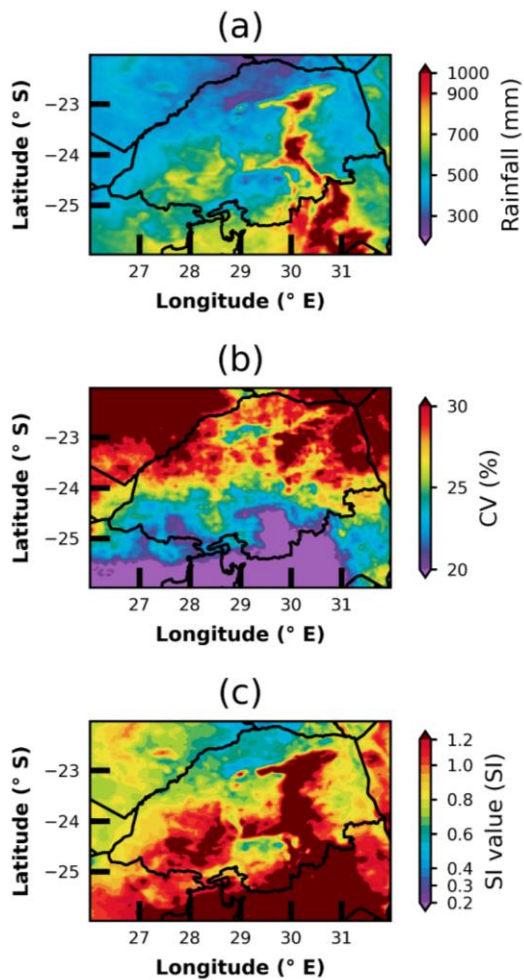 (a)
Latitude (° S)
−23
−24
−25
27 28 29 30 31
Longitude (° E)
1000
900
700
500
300
Rainfall (mm)
(b)
Latitude (° S)
−23
−24
−25
27 28 29 30 31
Longitude (° E)
30
25
20
CV (%)
(c)
Latitude (° S)
−23
−24
−25
27 28 29 30 31
Longitude (° E)
1.2
1.0
0.8
0.6
0.4
0.3
0.2
SI value (SI)